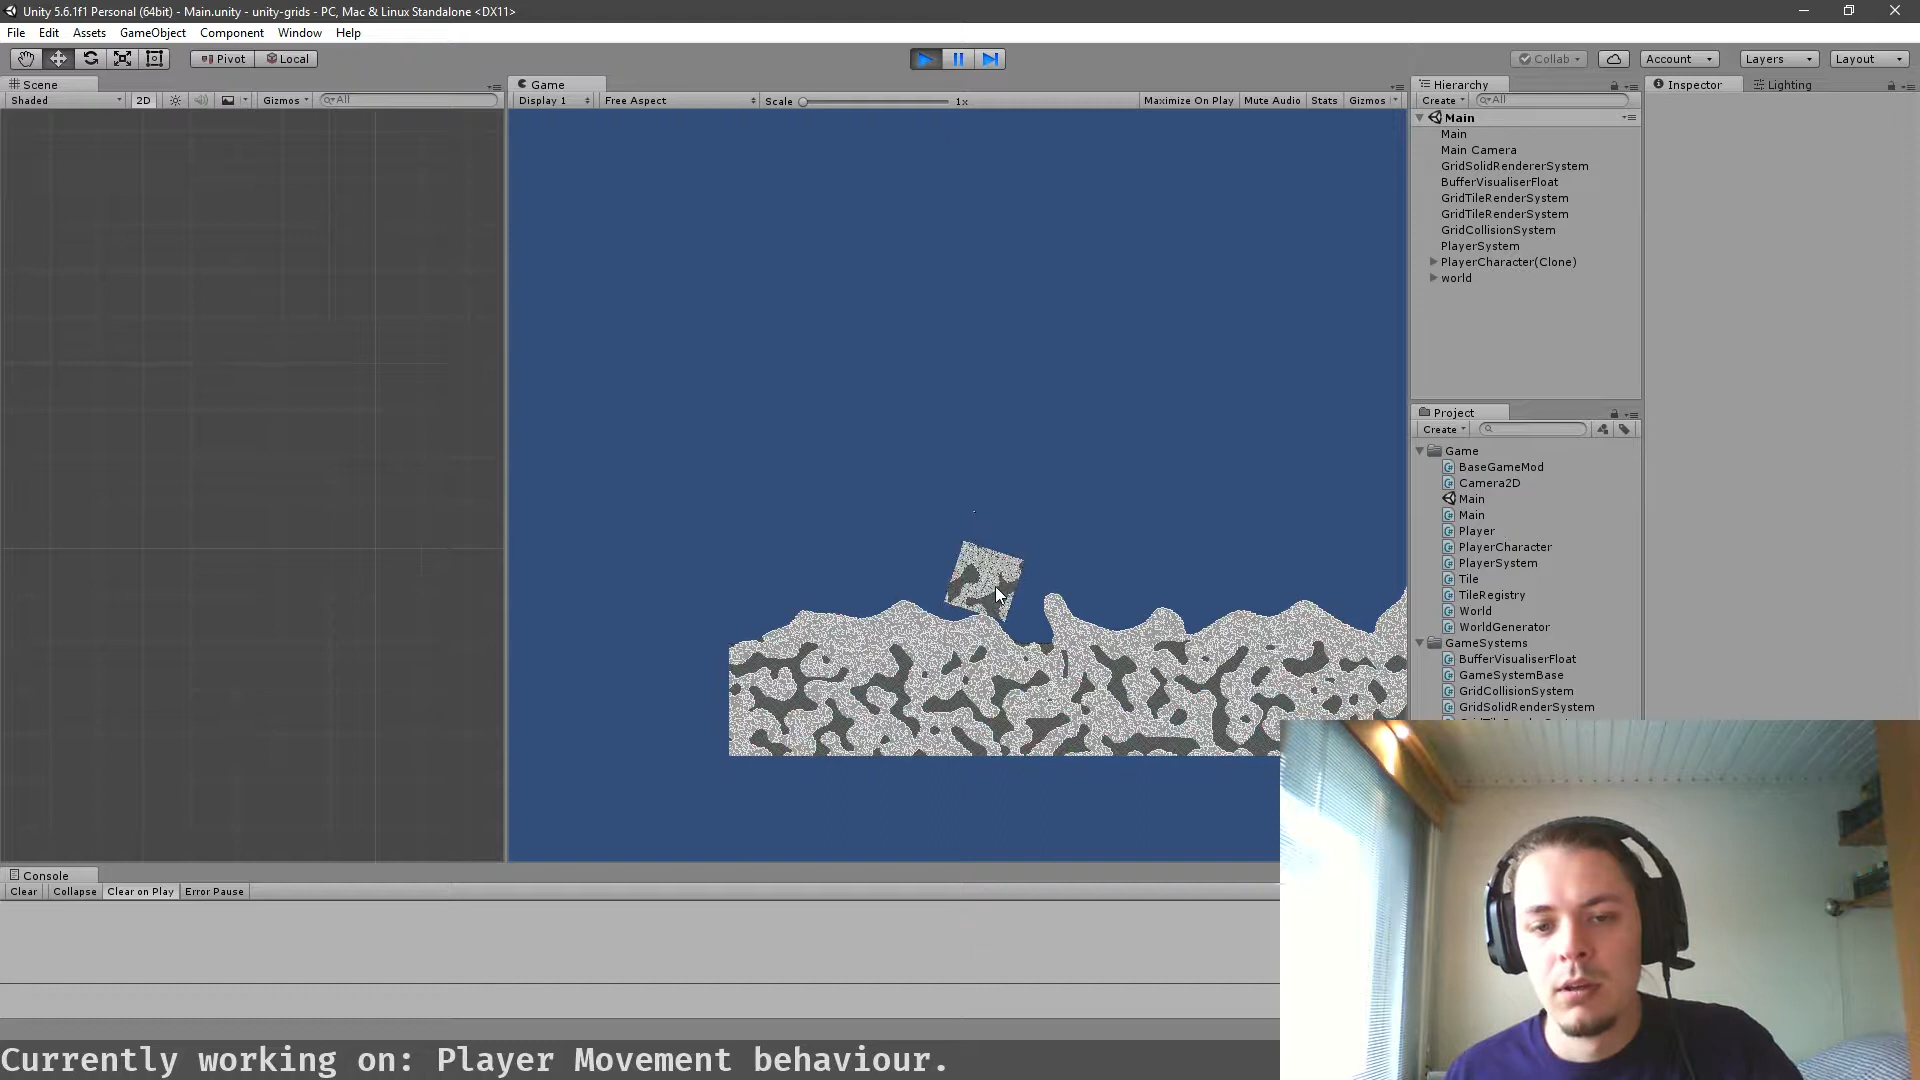 Unity 5.6.1f1 Personal (64bit) - Main.unity - unity-grids - PC, Mac & Linux Standalone <DX11>
File Edit Assets GameObject Component Window Help
Pivot Local Collab Account Layers Layout
Scene
Shaded 2D Gizmos All
Game
Display 1 Free Aspect Scale 1x Maximize On Play Mute Audio Stats Gizmos
Hierarchy
Create All
Main
Main
Main Camera
GridSolidRendererSystem
BufferVisualiserFloat
GridTileRenderSystem
GridTileRenderSystem
GridCollisionSystem
PlayerSystem
PlayerCharacter(Clone)
world
Inspector Lighting
Project
Create
Game
BaseGameMod
Camera2D
Main
Main
Player
PlayerCharacter
PlayerSystem
Tile
TileRegistry
World
WorldGenerator
GameSystems
BufferVisualiserFloat
GameSystemBase
GridCollisionSystem
GridSolidRenderSystem
Console
Clear Collapse Clear on Play Error Pause
Currently working on: Player Movement behaviour.